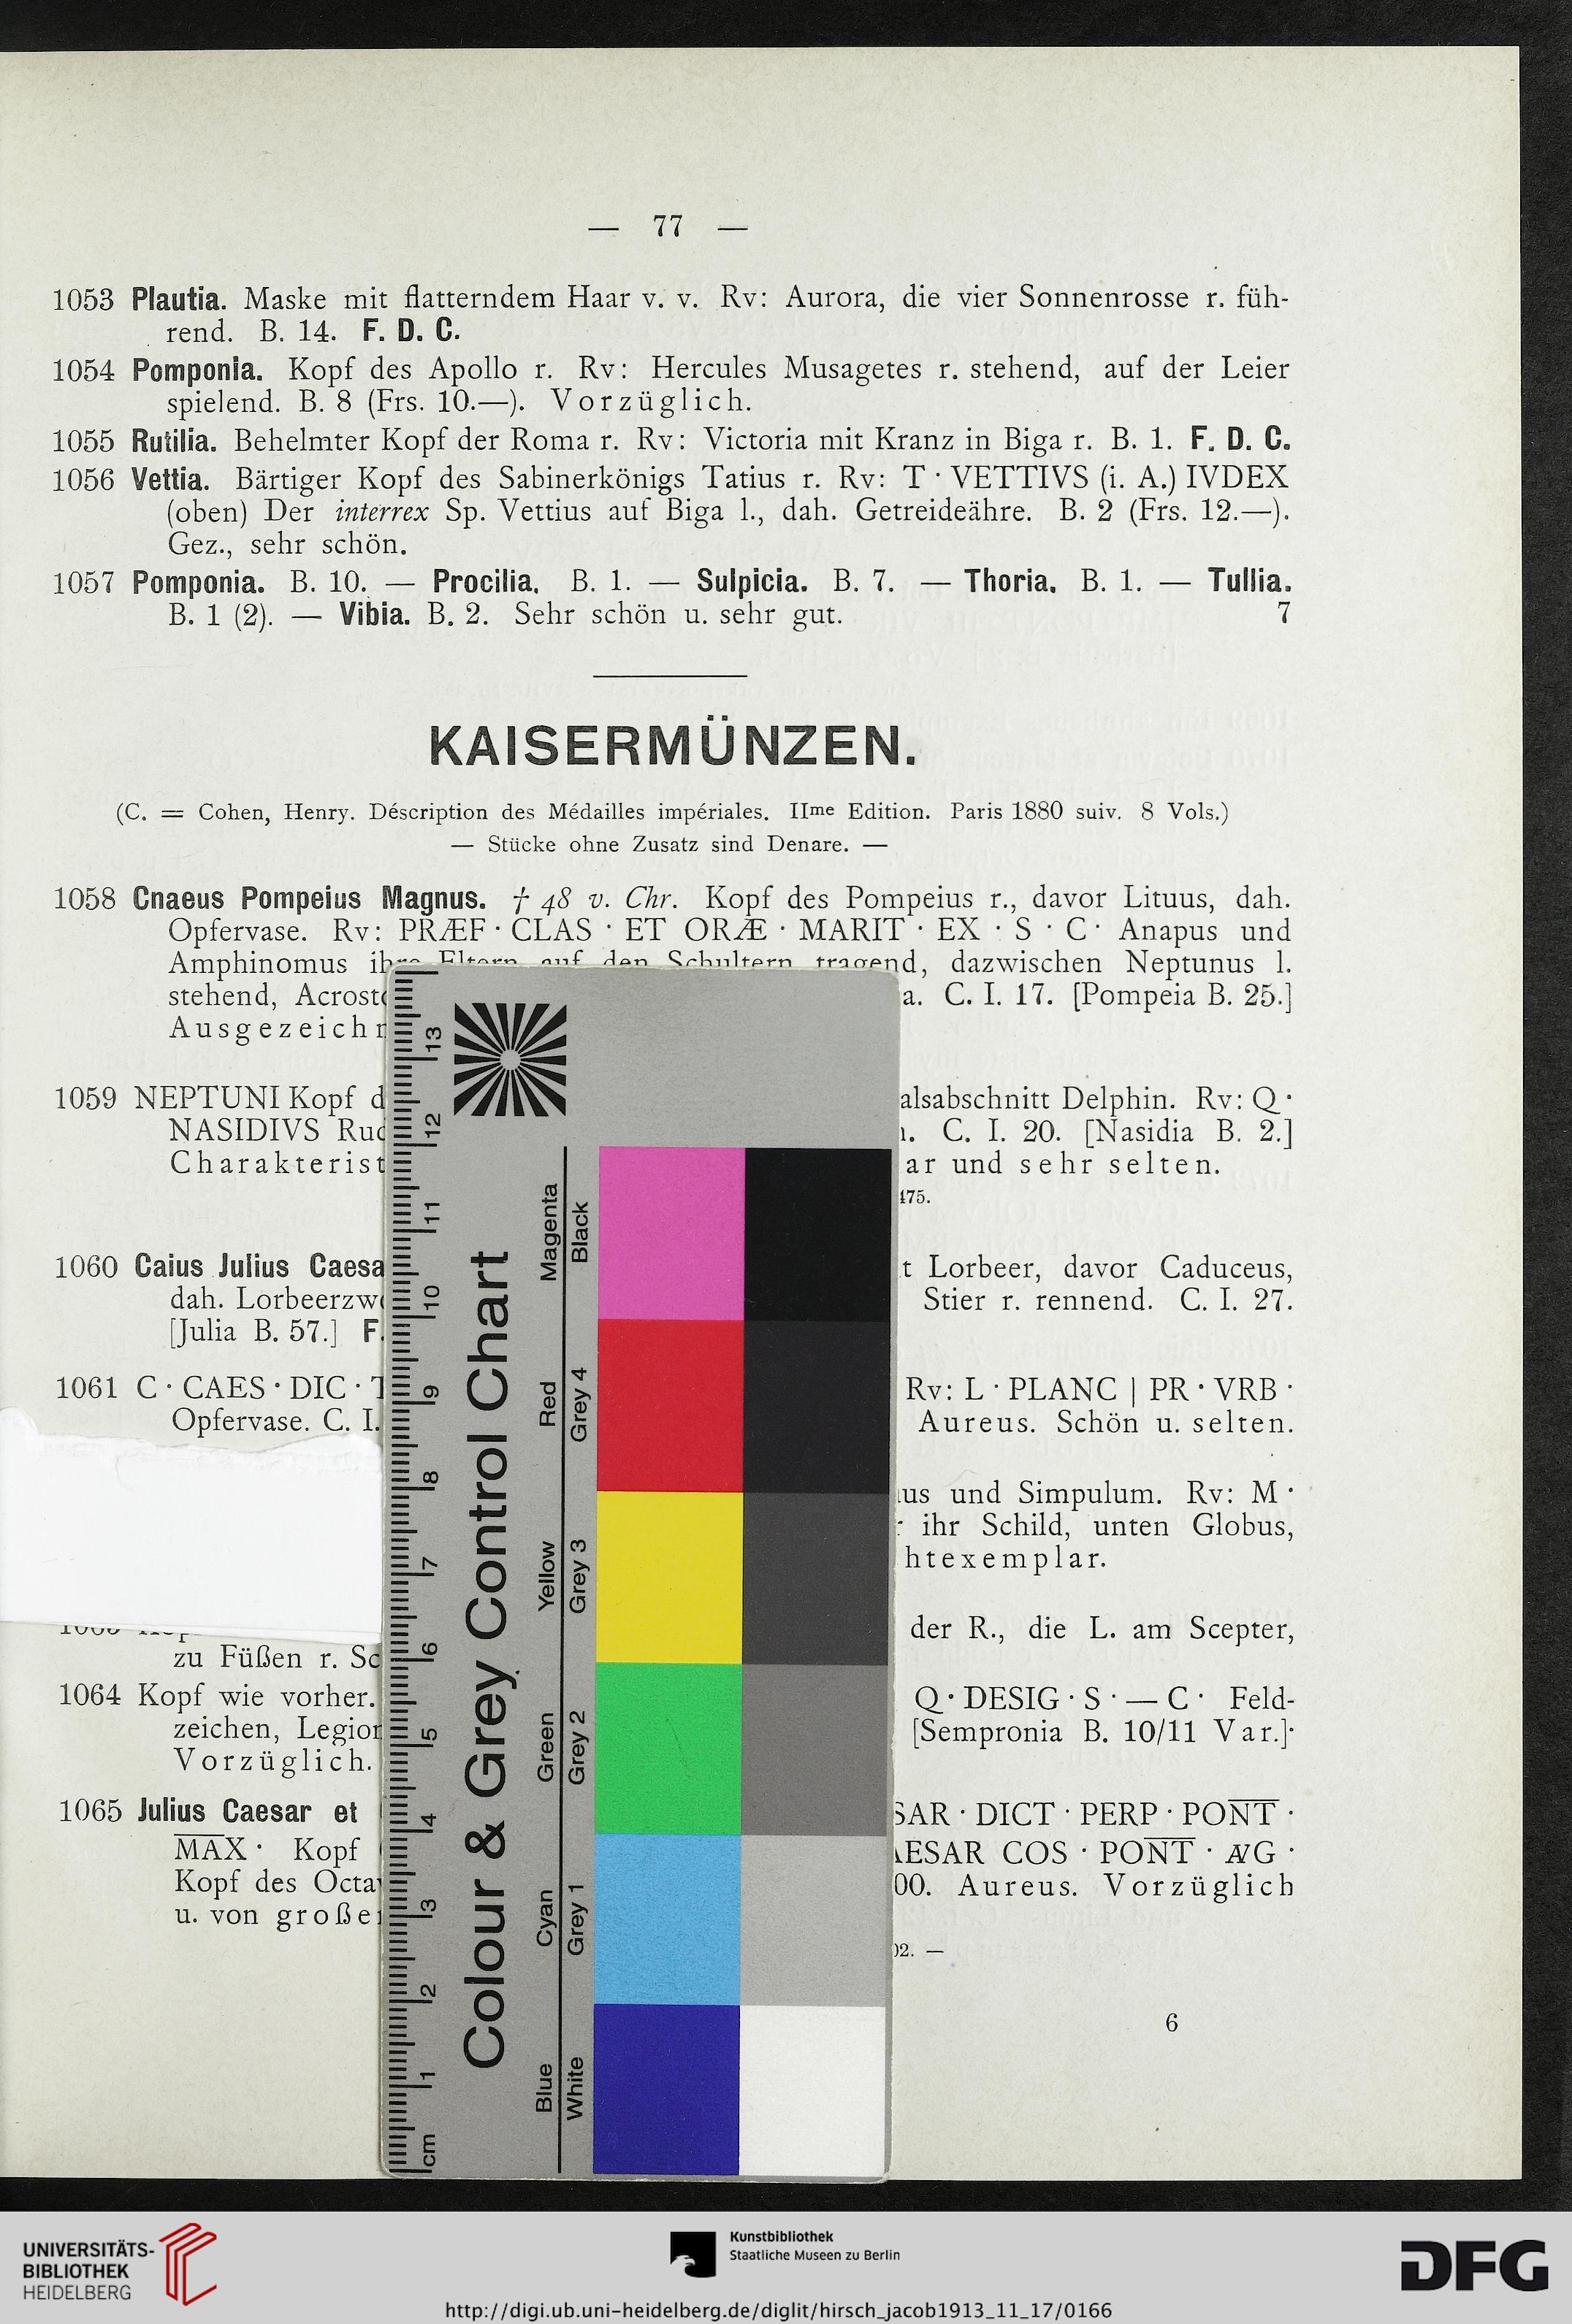 — 77 —
1053 Plautia. Maske mit flatterndem Haar v. v. Rv: Aurora, die vier Sonnenrosse r. füh-
rend. B. 14. F. D. C.
1054 Pomponia. Kopf des Apollo r. Rv: Hercules Musagetes r. stehend, auf der Leier
spielend. B. 8 (Frs. 10.—). Vorzüglich.
1055 Rutilia. Behelmter Kopf der Roma r. Rv: Victoria mit Kranz in Biga r. B. 1. F. D. C.
1056 Vettia. Bärtiger Kopf des Sabinerkönigs Tatius r. Rv: T · VETTIVS (i. A.) IVDEX
(oben) Der interrex Sp. Vettius auf Biga l., dah. Getreideähre. B. 2 (Frs. 12.—).
Gez., sehr schön.
1057 Pomponia. B. 10. — Procilia. B. 1. — Sulpicia. B. 7. — Thoria. B. 1. — Tullia.
B. 1 (2). — Vibia. B. 2. Sehr schön u. sehr gut. 7
KAISERMÜNZEN.
(C. = Cohen, Henry. Déscription des Médailles impériales. IIme Edition. Paris 1880 suiv. 8 Vols.)
— Stücke ohne Zusatz sind Denare. —
1058 Cnaeus Pompeius Magnus. † 48 v. Chr. Kopf des Pompeius r., davor Lituus, dah.
Opfervase. Rv: PRÆF · CLAS · ET ORÆ · MARIT · EX · S · C · Anapus und
Amphinomus ihre Eltern auf den Schultern tragend, dazwischen Neptunus l.
stehend, a. C. I. 17. [Pompeia B. 25.]
1059 NEPTUNI Kopf alsabschnitt Delphin. Rv: Q ·
NASIDIVS C. I. 20. [Nasidia B. 2.]
ar und sehr selten.
175.
1060 Caius Julius t Lorbeer, davor Caduceus,
dah. Stier r. rennend. C. I. 27.
[Julia B. 57.] F.
1061 C · CAES · DIC · Rv: L · PLANC | PR · VRB ·
Opfervase. C. I. Aureus. Schön u. selten.
us und Simpulum. Rv: M ·
ihr Schild, unten Globus,
htexemplar.
der R., die L. am Scepter,
zu Füßen r.
1064 Kopf wie vorher. Q · DESIG · S · — C · Feld-
zeichen, [Sempronia B. 10/11 Var.]·
Vorzüglich.
1065 Julius Caesar et SAR · DICT · PERP · PONT ·
MAX · Kopf AESAR COS · PONT · AVG ·
Kopf des 00. Aureus. Vorzüglich
u. von
02. —
6
Colour & Grey Control Chart
Magenta Red Yellow Green Cyan Blue
Black Grey 4 Grey 3 Grey 2 Grey 1 White
13 12 11 10 9 8 7 6 5 4 3 2 1 cm
UNIVERSITÄTS-
BIBLIOTHEK
HEIDELBERG
Kunstbibliothek
Staatliche Museen zu Berlin
DFG
http://digi.ub.uni-heidelberg.de/diglit/hirsch_jacob1913_11_17/0166